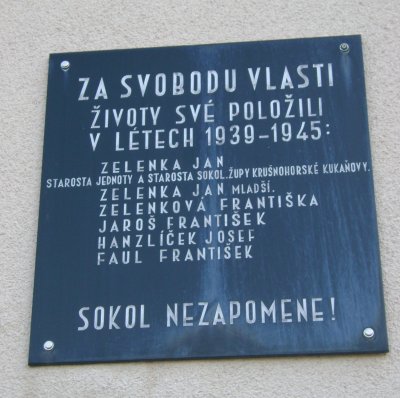 ZA SVOBODU VLASTI
ŽIVOTY SVÉ POLOŽILI
V LÉTECH 1939-1945:
ZELENKA JAN
STAROSTA JEDNOTY A STAROSTA SOKOL. ŽUPY KRUŠNOHORSKÉ KUKAŇOVY.
ZELENKA JAN MLADŠÍ.
ZELENKOVÁ FRANTIŠKA
JAROŠ FRANTIŠEK
HANZLÍČEK JOSEF
FAUL FRANTIŠEK
SOKOL NEZAPOMENE!